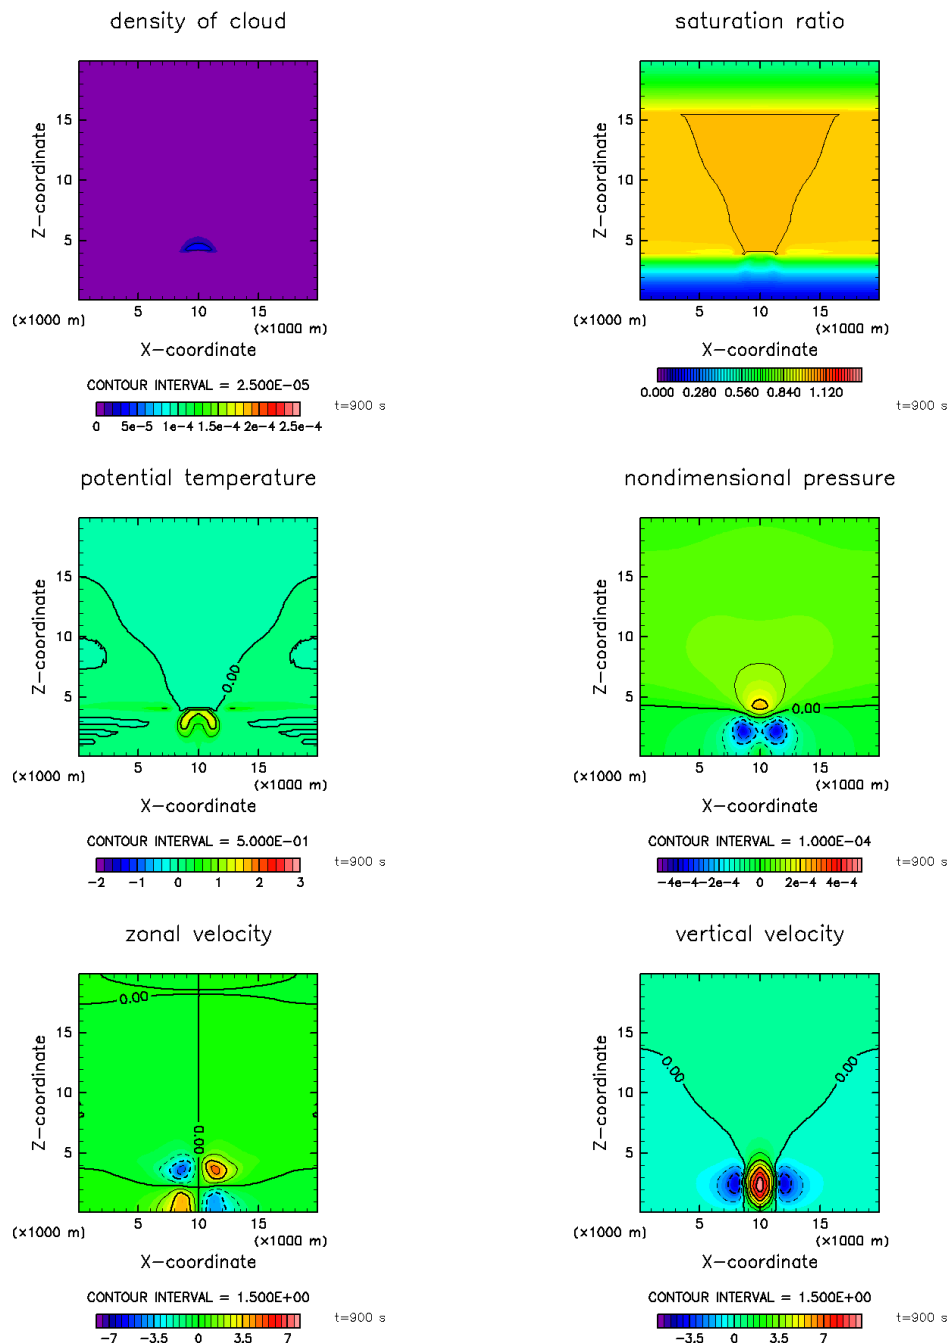 density of cloud
saturation ratio
Z-coordinate
15
10
5
5 10 15
(×1000 m) (×1000 m)
X-coordinate
CONTOUR INTERVAL = 2.500E-05
0 5e-5 1e-4 1.5e-4 2e-4 2.5e-4
t=900 s
Z-coordinate
15
10
5
5 10 15
(×1000 m) (×1000 m)
X-coordinate
0.000 0.280 0.560 0.840 1.120
t=900 s
potential temperature
nondimensional pressure
Z-coordinate
15
10
5
0.00
5 10 15
(×1000 m) (×1000 m)
X-coordinate
CONTOUR INTERVAL = 5.000E-01
-2 -1 0 1 2 3
t=900 s
Z-coordinate
15
10
5
0.00
5 10 15
(×1000 m) (×1000 m)
X-coordinate
CONTOUR INTERVAL = 1.000E-04
-4e-4 -2e-4 0 2e-4 4e-4
t=900 s
zonal velocity
vertical velocity
Z-coordinate
15
10
5
0.00
0.00
5 10 15
(×1000 m) (×1000 m)
X-coordinate
CONTOUR INTERVAL = 1.500E+00
-7 -3.5 0 3.5 7
t=900 s
Z-coordinate
15
10
5
0.00
0.00
5 10 15
(×1000 m) (×1000 m)
X-coordinate
CONTOUR INTERVAL = 1.500E+00
-3.5 0 3.5 7
t=900 s